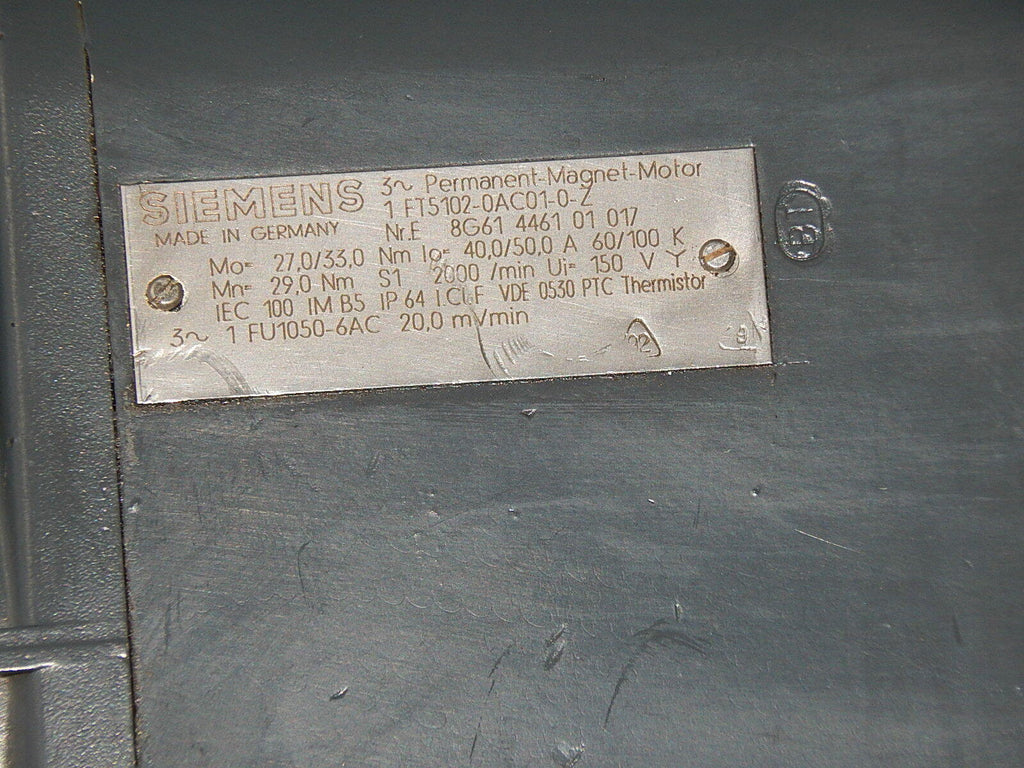 SIEMENS
3~ Permanent-Magnet-Motor
1 FT5102-0AC01-0-Z
MADE IN GERMANY
Nr.E 8G61 4461 01 017
Mo= 27,0/33,0 Nm Io= 40,0/50,0 A 60/100 K
Mn= 29,0 Nm S1 2000 /min Ui= 150 V Y
IEC 100 IM B5 IP 64 I.Cl.F VDE 0530 PTC Thermistor
3~ 1 FU1050-6AC 20,0 mV/min